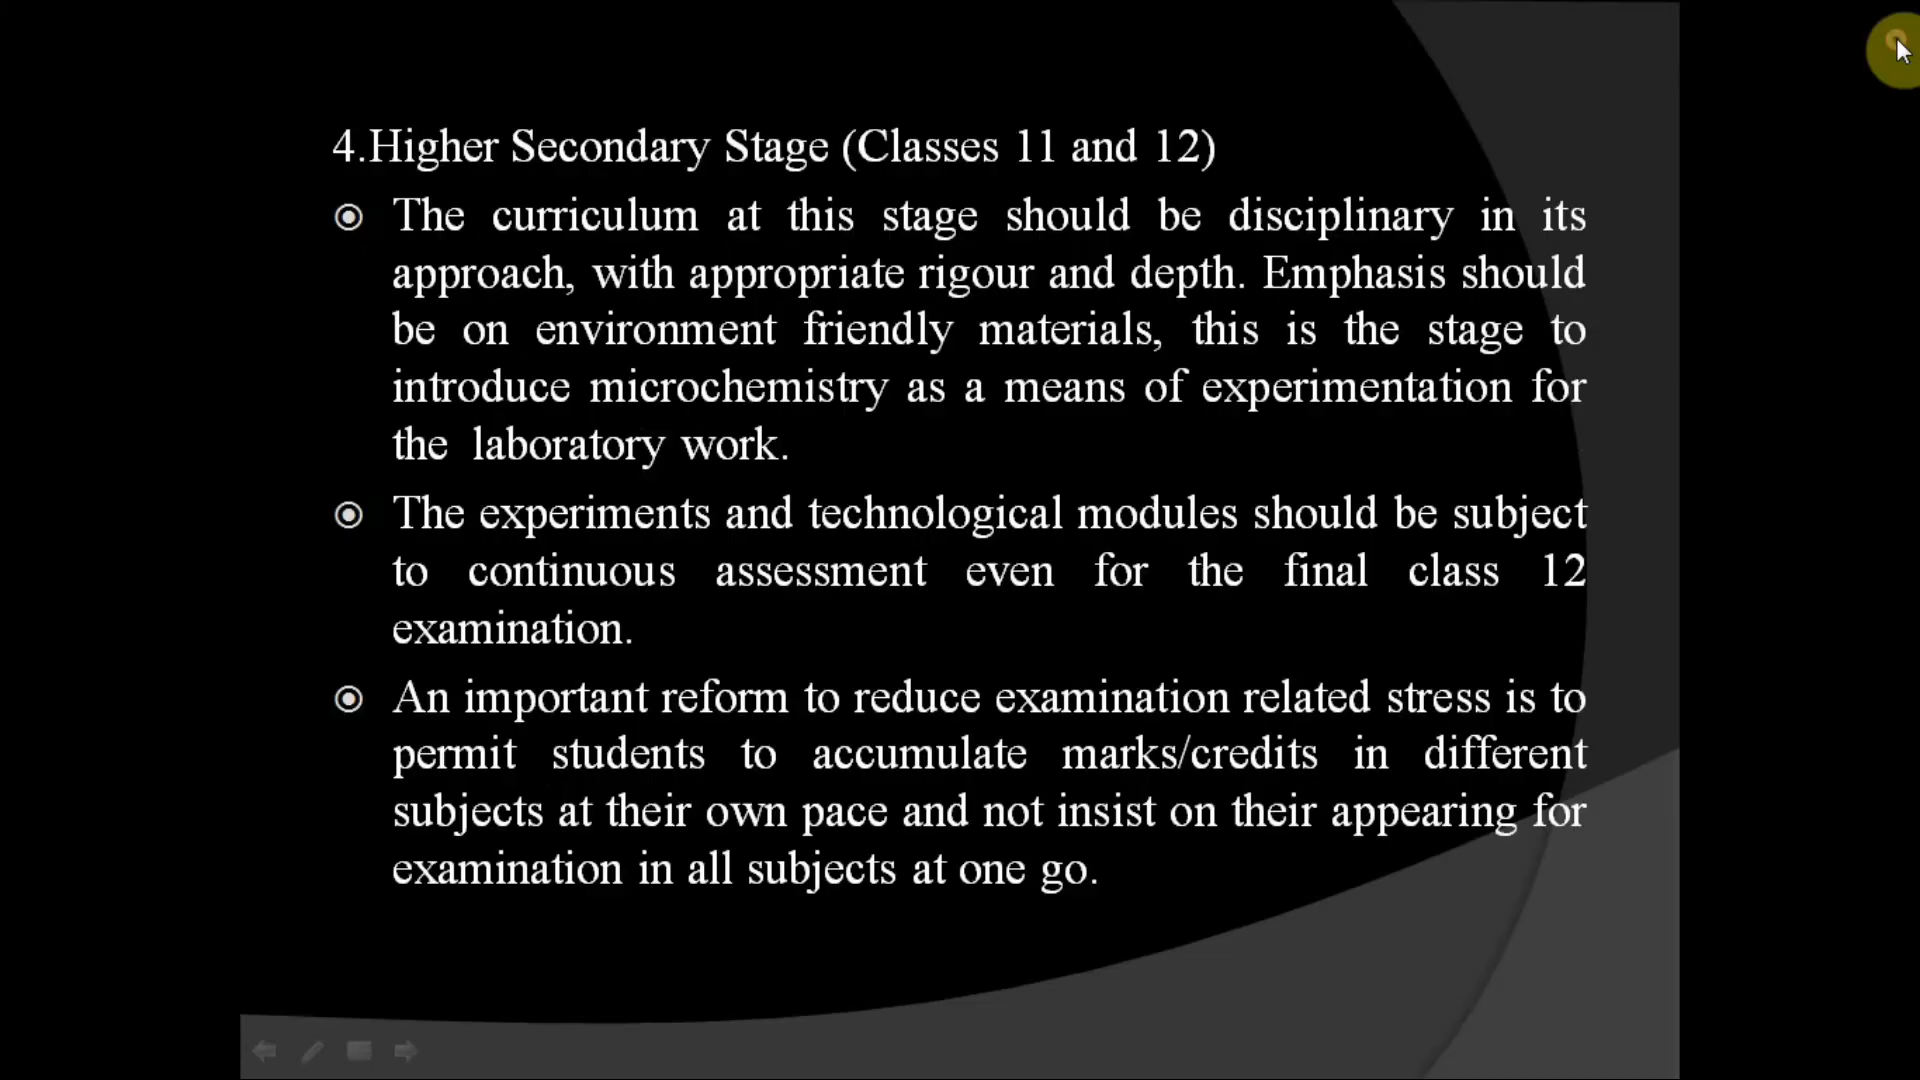 4.Higher Secondary Stage (Classes 11 and 12)
The curriculum at this stage should be disciplinary in its
approach, with appropriate rigour and depth. Emphasis should
be on environment friendly materials, this is the stage to
introduce microchemistry as a means of experimentation for
the laboratory work.
The experiments and technological modules should be subject
to continuous assessment even for the final class 12
examination.
An important reform to reduce examination related stress is to
permit students to accumulate marks/credits in different
subjects at their own pace and not insist on their appearing for
examination in all subjects at one go.